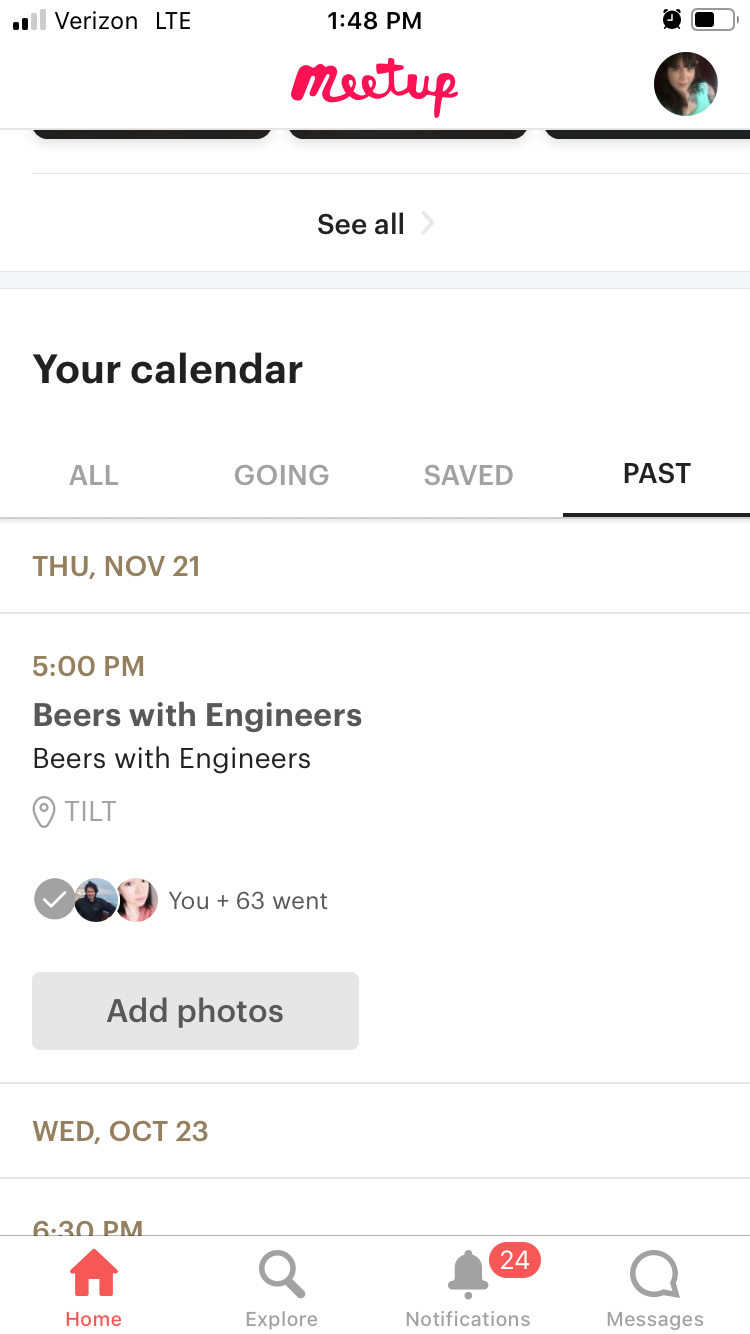 Verizon LTE 1:48 PM
meetup
See all
Your calendar
ALL GOING SAVED PAST
THU, NOV 21
5:00 PM
Beers with Engineers
Beers with Engineers
TILT
You + 63 went
Add photos
WED, OCT 23
6:30 PM
24
Home Explore Notifications Messages